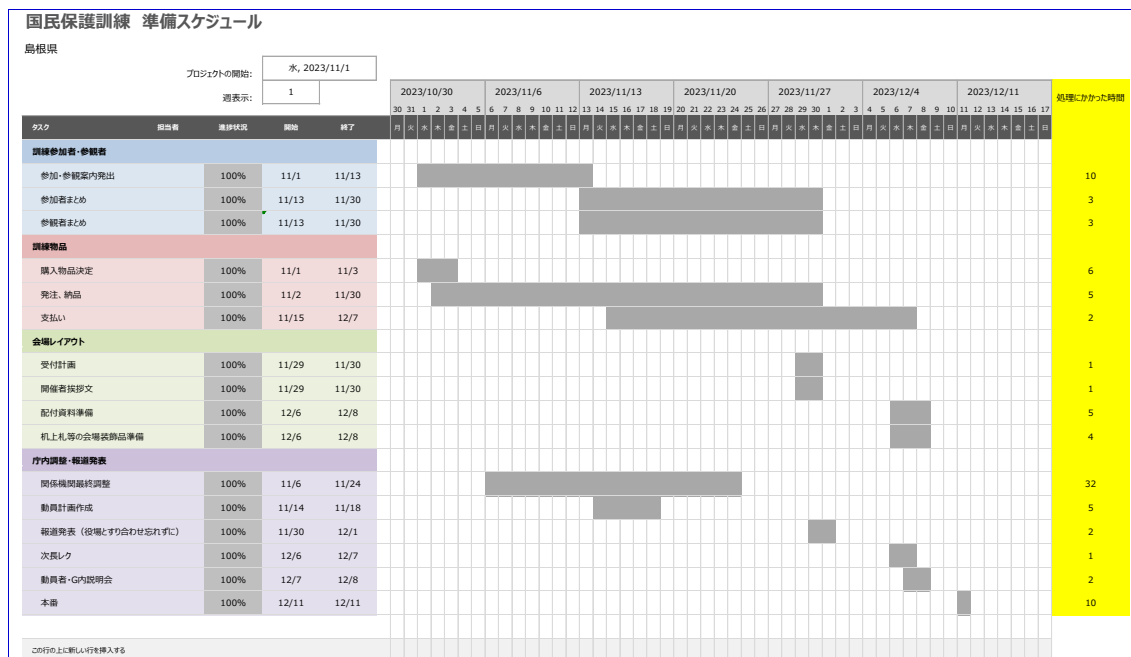 国民保護訓練 準備スケジュール
島根県
プロジェクトの開始: 水, 2023/11/1
週表示: 1
2023/10/30 2023/11/6 2023/11/13 2023/11/20 2023/11/27 2023/12/4 2023/12/11 処理にかかった時間
30 31 1 2 3 4 5 6 7 8 9 10 11 12 13 14 15 16 17 18 19 20 21 22 23 24 25 26 27 28 29 30 1 2 3 4 5 6 7 8 9 10 11 12 13 14 15 16 17
タスク 担当者 進捗状況 開始 終了 月 火 水 木 金 土 日 月 火 水 木 金 土 日 月 火 水 木 金 土 日 月 火 水 木 金 土 日 月 火 水 木 金 土 日 月 火 水 木 金 土 日 月 火 水 木 金 土 日
訓練参加者・参観者
参加・参観案内発出 100% 11/1 11/13 10
参加者まとめ 100% 11/13 11/30 3
参観者まとめ 100% 11/13 11/30 3
訓練物品
購入物品決定 100% 11/1 11/3 6
発注、納品 100% 11/2 11/30 5
支払い 100% 11/15 12/7 2
会場レイアウト
受付計画 100% 11/29 11/30 1
開催者挨拶文 100% 11/29 11/30 1
配付資料準備 100% 12/6 12/8 5
机上札等の会場装飾品準備 100% 12/6 12/8 4
庁内調整・報道発表
関係機関最終調整 100% 11/6 11/24 32
動員計画作成 100% 11/14 11/18 5
報道発表（役場とすり合わせ忘れずに） 100% 11/30 12/1 2
次長レク 100% 12/6 12/7 1
動員者・G内説明会 100% 12/7 12/8 2
本番 100% 12/11 12/11 10
この行の上に新しい行を挿入する